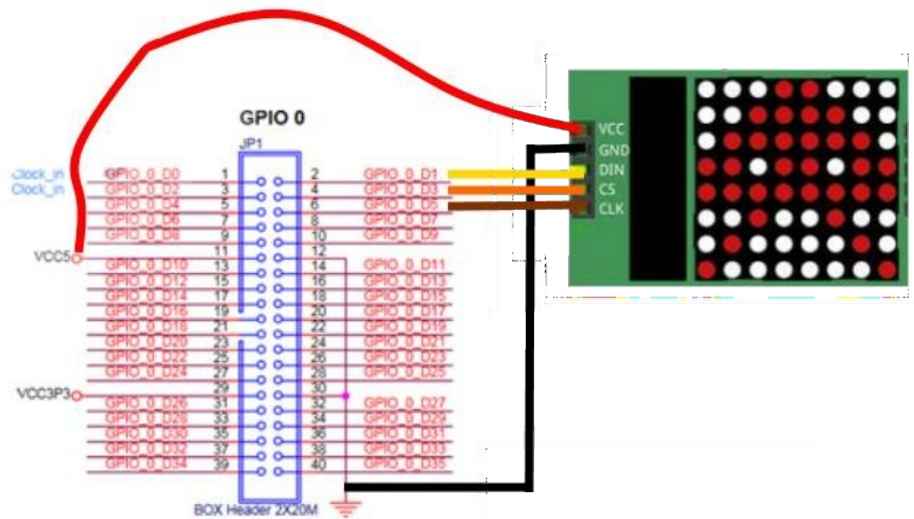 GPIO 0
JP1
Clock_in GPIO_0_D0 1 2 GPIO_0_D1
Clock_in GPIO_0_D2 3 4 GPIO_0_D3
GPIO_0_D4 5 6 GPIO_0_D5
GPIO_0_D6 7 8 GPIO_0_D7
GPIO_0_D8 9 10 GPIO_0_D9
VCC5 11 12
GPIO_0_D10 13 14 GPIO_0_D11
GPIO_0_D12 15 16 GPIO_0_D13
GPIO_0_D14 17 18 GPIO_0_D15
GPIO_0_D16 19 20 GPIO_0_D17
GPIO_0_D18 21 22 GPIO_0_D19
GPIO_0_D20 23 24 GPIO_0_D21
GPIO_0_D22 25 26 GPIO_0_D23
GPIO_0_D24 27 28 GPIO_0_D25
VCC3P3 29 30
GPIO_0_D26 31 32 GPIO_0_D27
GPIO_0_D28 33 34 GPIO_0_D29
GPIO_0_D30 35 36 GPIO_0_D31
GPIO_0_D32 37 38 GPIO_0_D33
GPIO_0_D34 39 40 GPIO_0_D35
BOX Header 2X20M
VCC
GND
DIN
CS
CLK